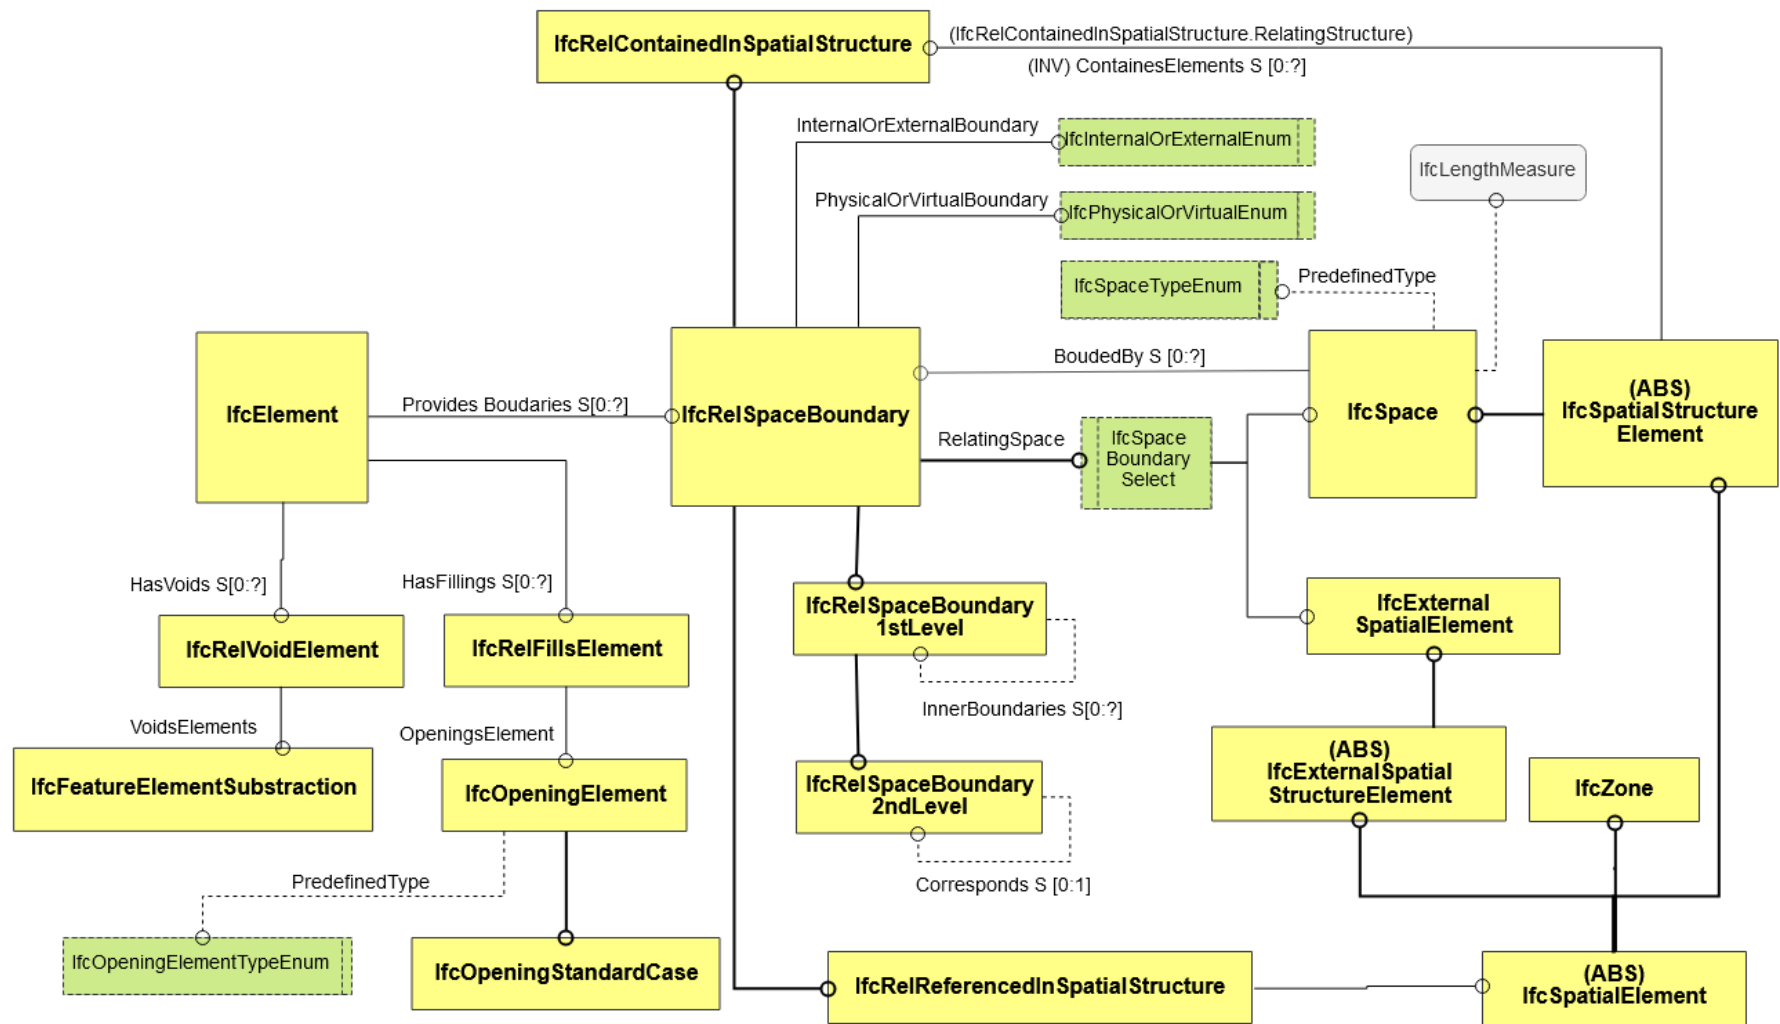 IfcRelContainedInSpatialStructure
(IfcRelContainedInSpatialStructure.RelatingStructure)
(INV) ContainesElements S [0:?]
InternalOrExternalBoundary
IfcInternalOrExternalEnum
IfcLengthMeasure
PhysicalOrVirtualBoundary
IfcPhysicalOrVirtualEnum
IfcSpaceTypeEnum
PredefinedType
BoudedBy S [0:?]
IfcElement
Provides Boudaries S[0:?]
IfcRelSpaceBoundary
RelatingSpace
IfcSpace
Boundary
Select
IfcSpace
(ABS)
IfcSpatialStructure
Element
HasVoids S[0:?]
HasFillings S[0:?]
IfcRelVoidElement
IfcRelFillsElement
IfcRelSpaceBoundary
1stLevel
InnerBoundaries S[0:?]
IfcExternal
SpatialElement
VoidsElements
OpeningsElement
IfcFeatureElementSubstraction
IfcOpeningElement
IfcRelSpaceBoundary
2ndLevel
Corresponds S [0:1]
(ABS)
IfcExternalSpatial
StructureElement
IfcZone
PredefinedType
IfcOpeningElementTypeEnum
IfcOpeningStandardCase
IfcRelReferencedInSpatialStructure
(ABS)
IfcSpatialElement